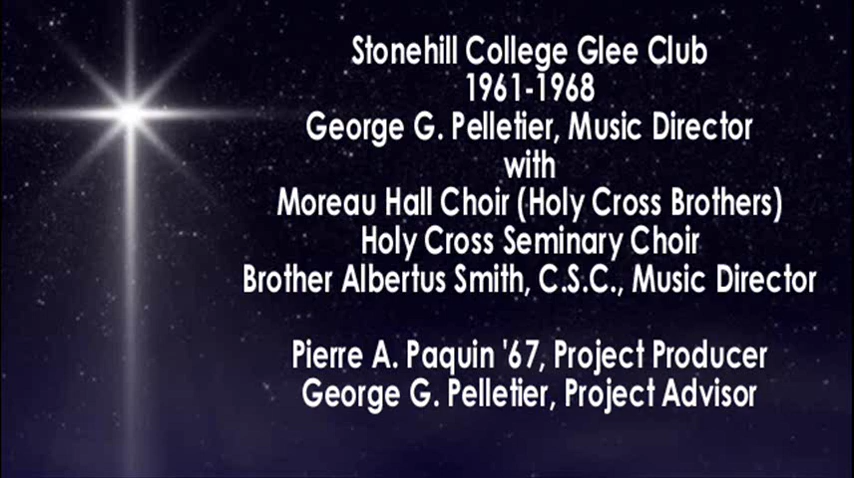 Stonehill College Glee Club
1961-1968
George G. Pelletier, Music Director
with
Moreau Hall Choir (Holy Cross Brothers)
Holy Cross Seminary Choir
Brother Albertus Smith, C.S.C., Music Director
Pierre A. Paquin '67, Project Producer
George G. Pelletier, Project Advisor